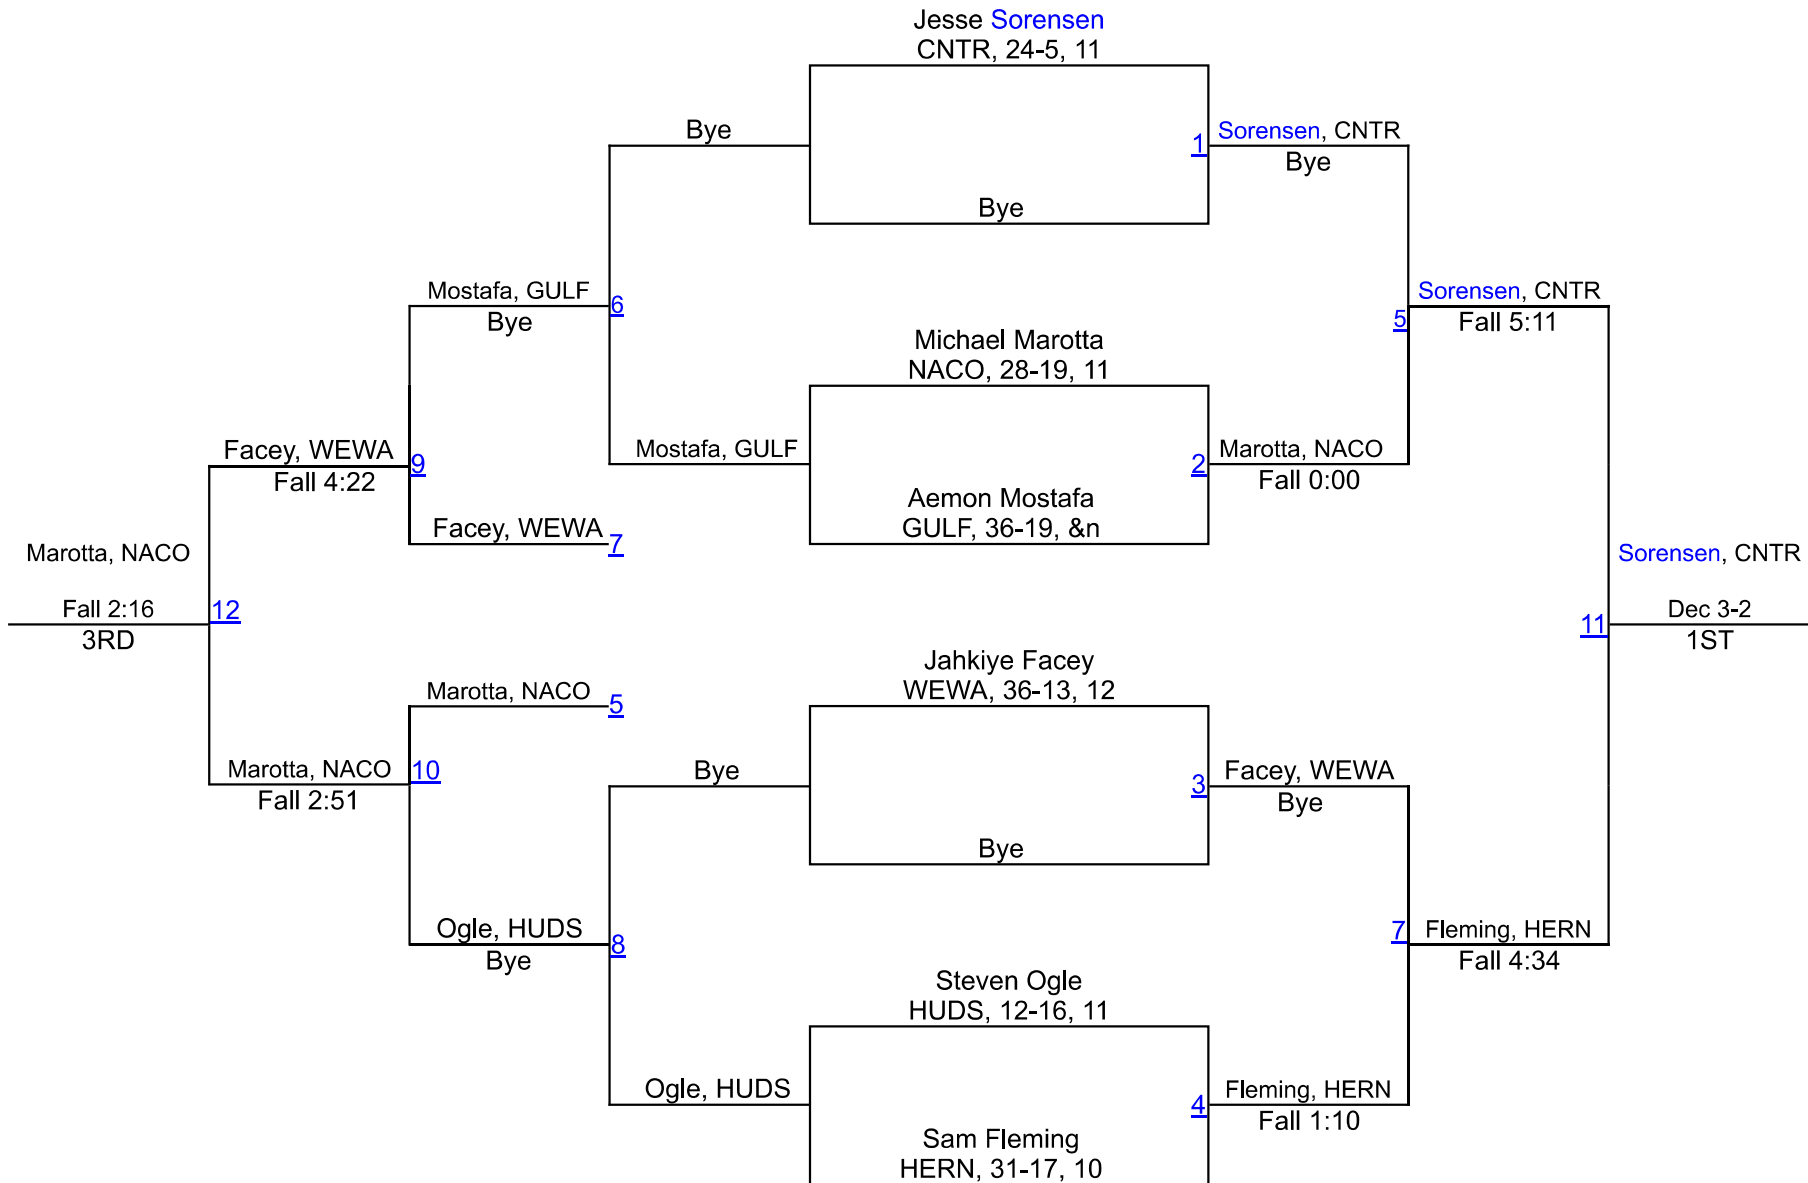 Jesse Sorensen
CNTR, 24-5, 11
Bye
1
Sorensen, CNTR
Bye
Bye
Mostafa, GULF
Bye
6
Sorensen, CNTR
Fall 5:11
5
Michael Marotta
NACO, 28-19, 11
Facey, WEWA
Fall 4:22
9
Mostafa, GULF
2
Marotta, NACO
Fall 0:00
Aemon Mostafa
GULF, 36-19, &n
Facey, WEWA
7
Marotta, NACO
Fall 2:16
3RD
12
Sorensen, CNTR
Dec 3-2
1ST
11
Jahkiye Facey
WEWA, 36-13, 12
Marotta, NACO
5
Marotta, NACO
Fall 2:51
10
Bye
3
Facey, WEWA
Bye
Bye
Ogle, HUDS
Bye
8
7
Fleming, HERN
Fall 4:34
Steven Ogle
HUDS, 12-16, 11
Ogle, HUDS
4
Fleming, HERN
Fall 1:10
Sam Fleming
HERN, 31-17, 10